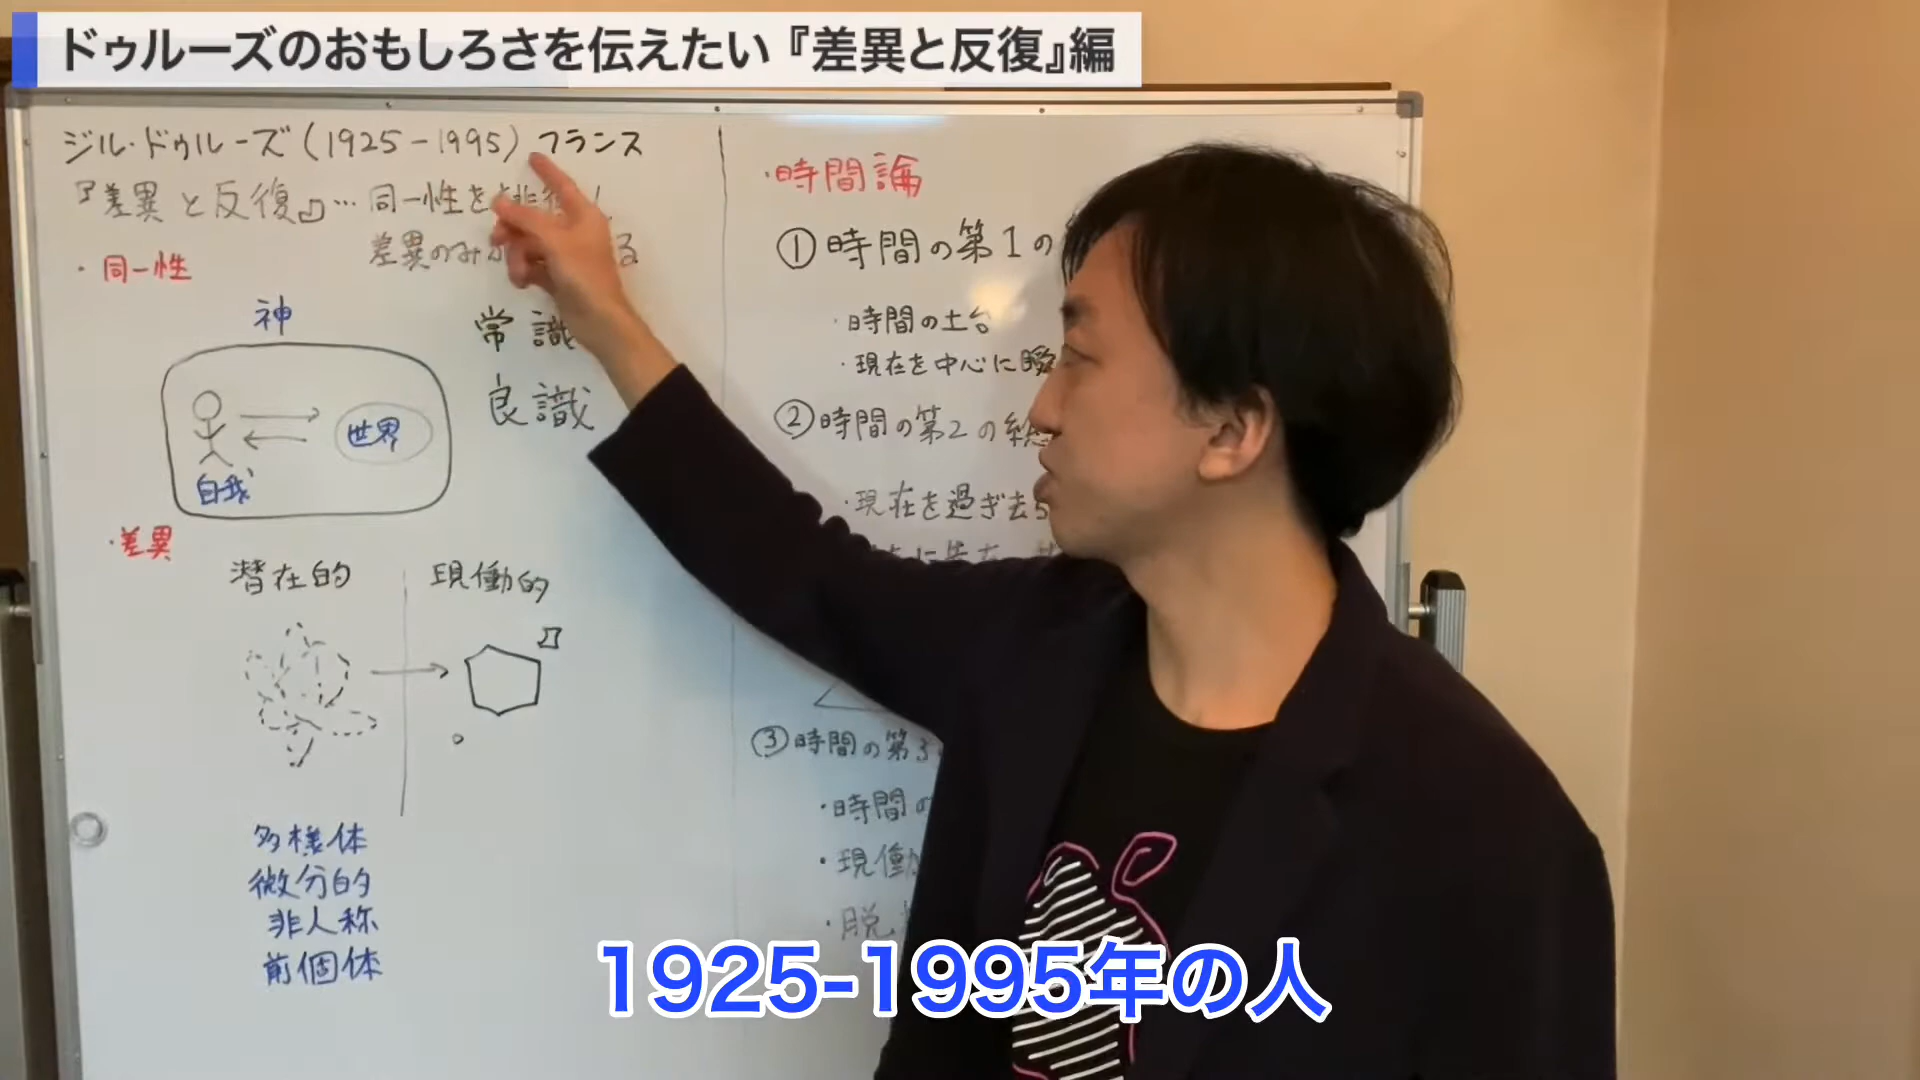 ドゥルーズのおもしろさを伝えたい『差異と反復』編
ジル・ドゥルーズ(1925-1995)フランス
『差異と反復』… 同一性を排
差異のみ
・同一性
神
常識
良識
世界
自我
・差異
潜在的
現働的
多様体
微分的
非人称
前個体
・時間論
①時間の第1の
・時間の土台
・現在を中心に瞬
②時間の第2の総
・現在を過ぎ去ら
③時間の第3
・時間の
・現働
・脱
1925-1995年の人